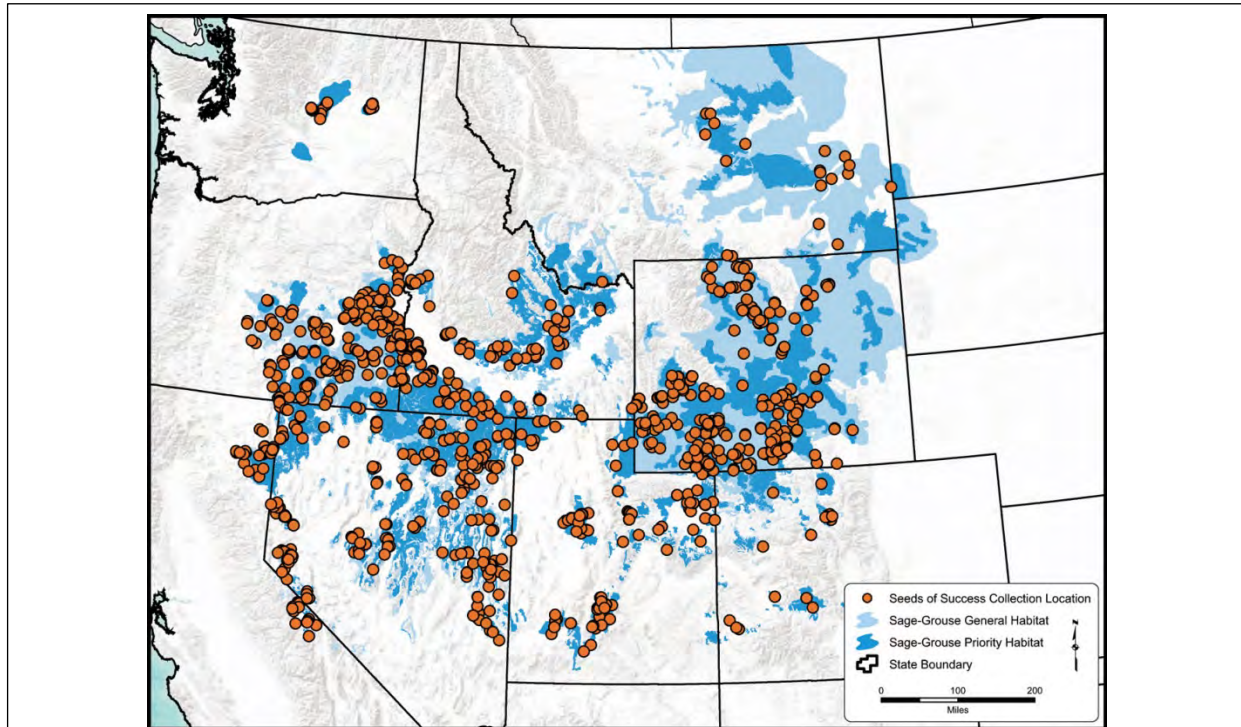 Seeds of Success Collection Location
Sage-Grouse General Habitat
Sage-Grouse Priority Habitat
State Boundary
N
0 100 200
Miles